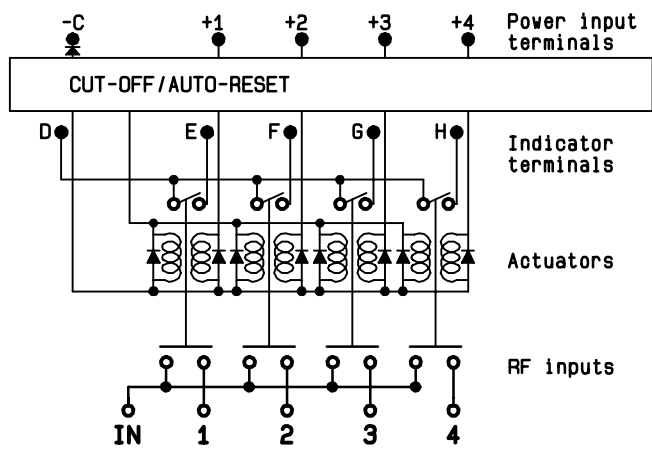 -C +1 +2 +3 +4 Power input
terminals
CUT-OFF/AUTO-RESET
D E F G H Indicator
terminals
Actuators
RF inputs
IN 1 2 3 4